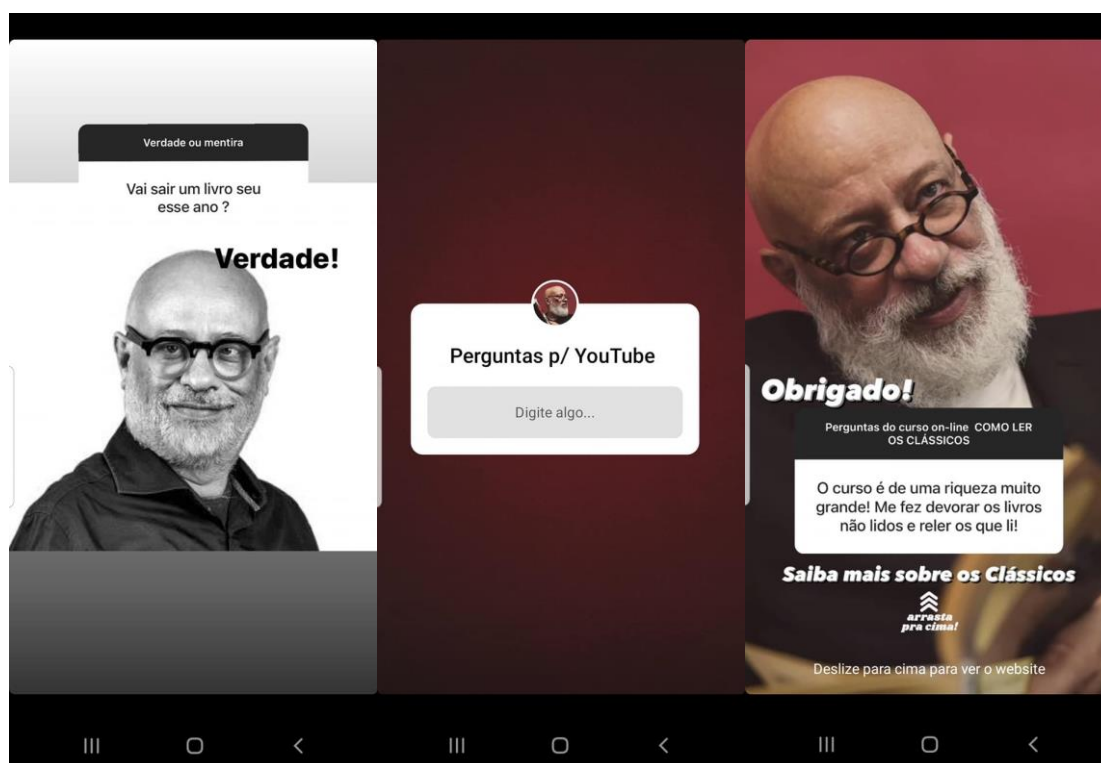 Verdade ou mentira
Vai sair um livro seu
esse ano ?
Verdade!
Perguntas p/ YouTube
Digite algo...
Obrigado!
Perguntas do curso on-line COMO LER
OS CLÁSSICOS
O curso é de uma riqueza muito
grande! Me fez devorar os livros
não lidos e reler os que li!
Saiba mais sobre os Clássicos
arrasta
pra cima!
Deslize para cima para ver o website